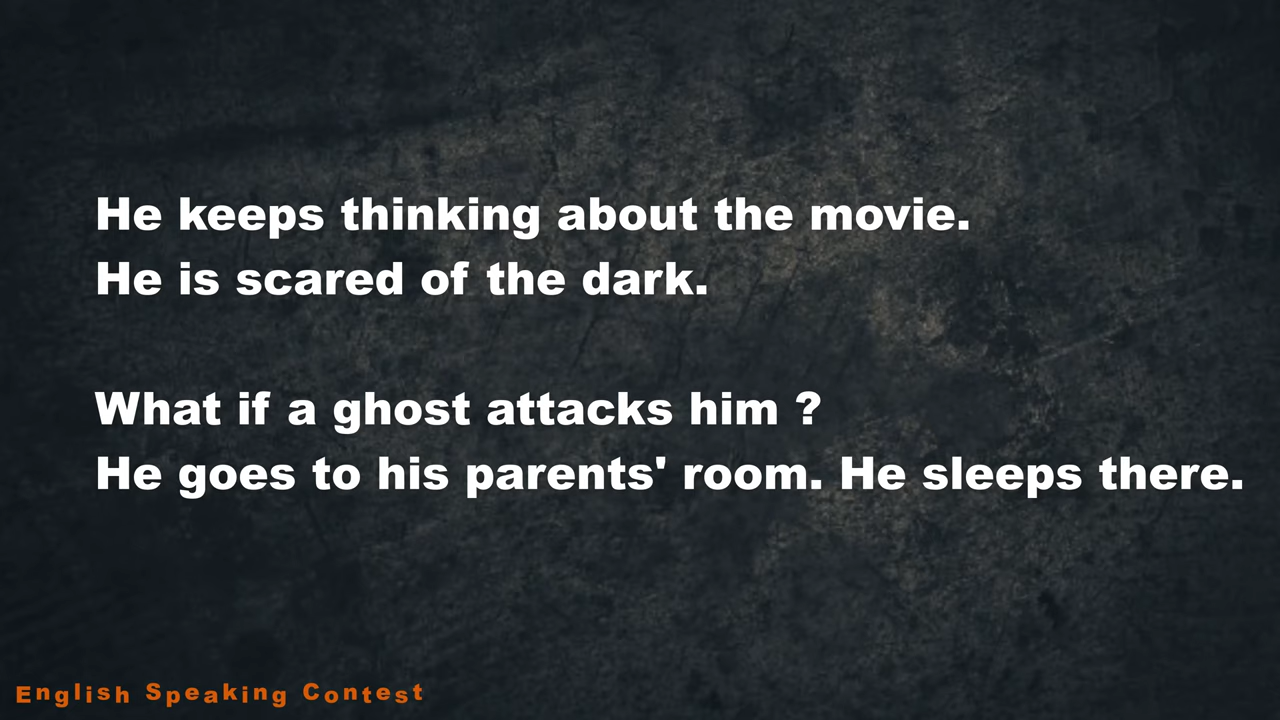 He keeps thinking about the movie.
He is scared of the dark.
What if a ghost attacks him ?
He goes to his parents' room. He sleeps there.
English Speaking Contest